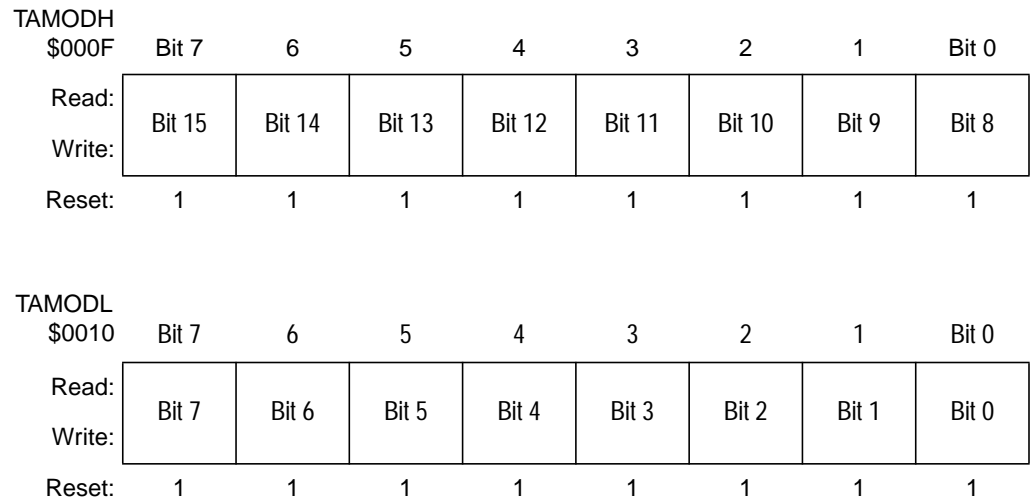 TAMODH
$000F Bit 7 6 5 4 3 2 1 Bit 0
Read:
Bit 15 Bit 14 Bit 13 Bit 12 Bit 11 Bit 10 Bit 9 Bit 8
Write:
Reset: 1 1 1 1 1 1 1 1
TAMODL
$0010 Bit 7 6 5 4 3 2 1 Bit 0
Read:
Bit 7 Bit 6 Bit 5 Bit 4 Bit 3 Bit 2 Bit 1 Bit 0
Write:
Reset: 1 1 1 1 1 1 1 1